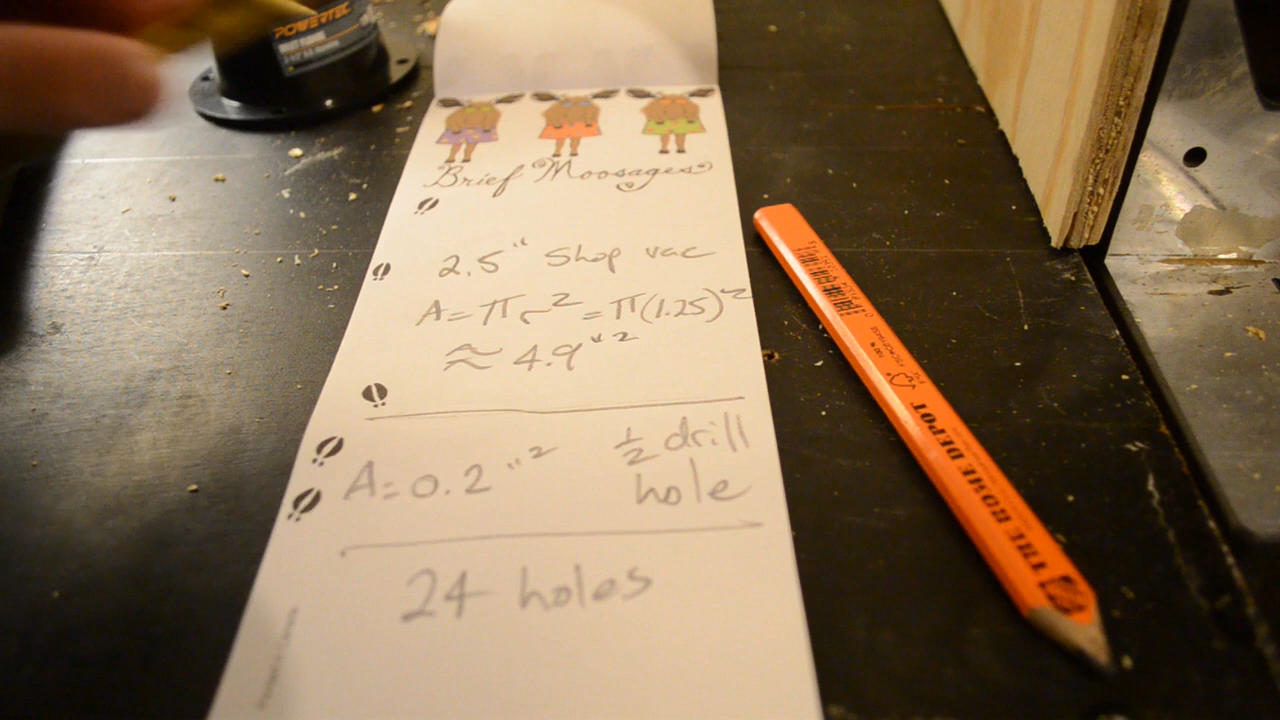 POWERTEC
Brief Moosages
2.5" Shop vac
A = πr² = π(1.25)²
≈ 4.9"²
A = 0.2"² ½ drill
hole
24 holes
THE HOME DEPOT